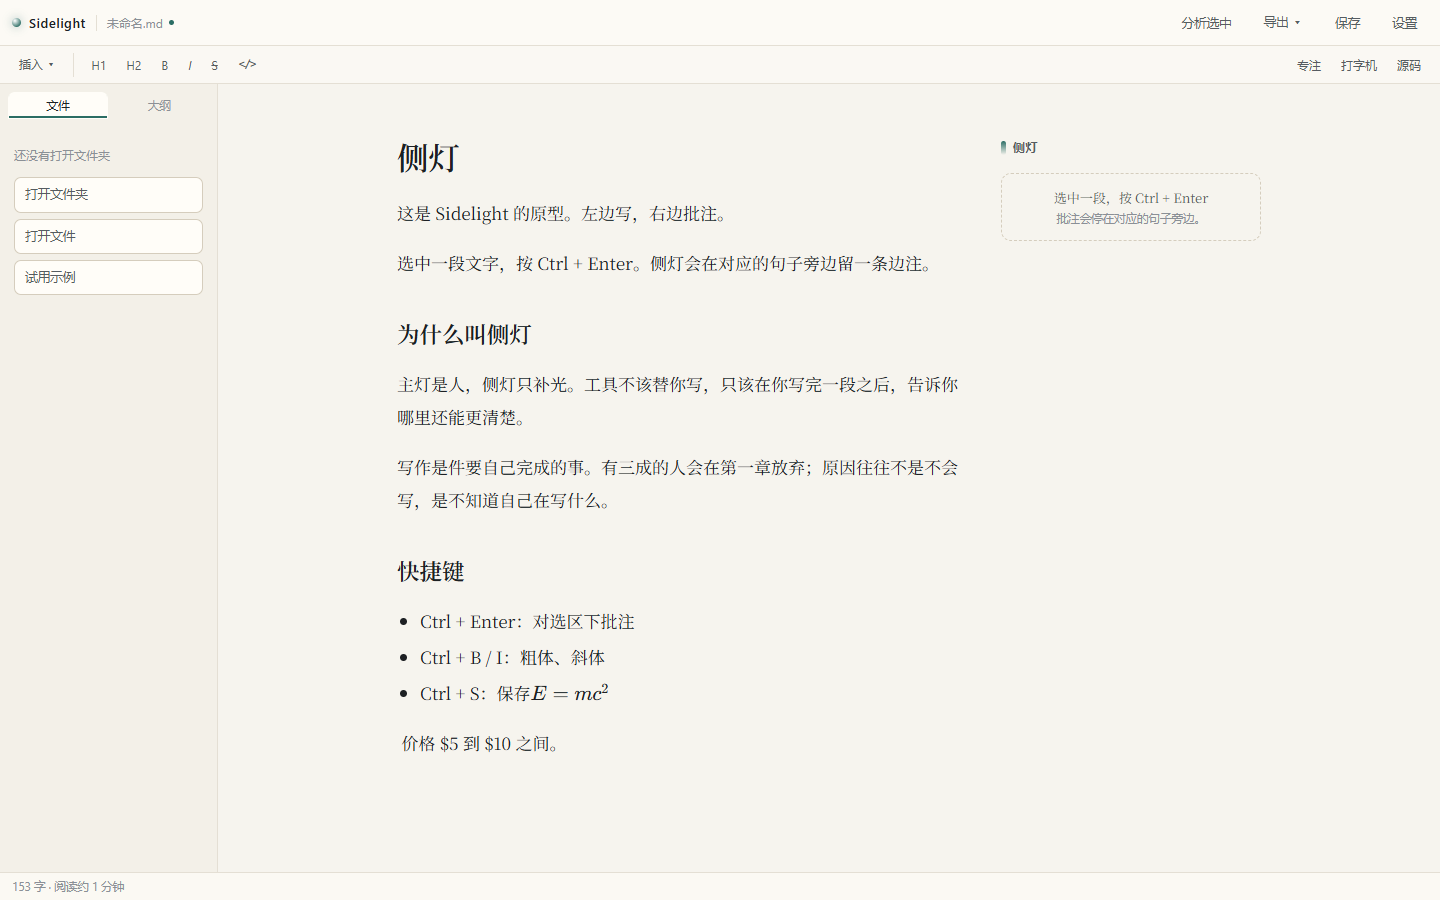 Sidelight 未命名.md
分析选中 导出 保存 设置
插入 H1 H2 B I S </>
专注 打字机 源码
文件 大纲
还没有打开文件夹
打开文件夹
打开文件
试用示例
侧灯
这是 Sidelight 的原型。左边写，右边批注。
选中一段文字，按 Ctrl + Enter。侧灯会在对应的句子旁边留一条边注。
为什么叫侧灯
主灯是人，侧灯只补光。工具不该替你写，只该在你写完一段之后，告诉你
哪里还能更清楚。
写作是件要自己完成的事。有三成的人会在第一章放弃；原因往往不是不会
写，是不知道自己在写什么。
快捷键
• Ctrl + Enter：对选区下批注
• Ctrl + B / I：粗体、斜体
• Ctrl + S：保存E = mc²
价格 $5 到 $10 之间。
侧灯
选中一段，按 Ctrl + Enter
批注会停在对应的句子旁边。
153 字 · 阅读约 1 分钟